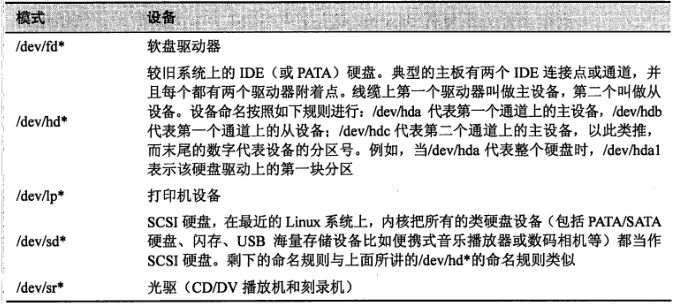 模式 设备
/dev/fd* 软盘驱动器
较旧系统上的 IDE（或 PATA）硬盘。典型的主板有两个 IDE 连接点或通道，并
且每个都有两个驱动器附着点。线缆上第一个驱动器叫做主设备，第二个叫做从
设备。设备命名按照如下规则进行：/dev/hda 代表第一个通道上的主设备，/dev/hdb
/dev/hd* 代表第一个通道上的从设备；/dev/hdc 代表第二个通道上的主设备，以此类推，
而末尾的数字代表设备的分区号。例如，当/dev/hda 代表整个硬盘时，/dev/hda1
表示该硬盘驱动上的第一块分区
/dev/lp* 打印机设备
SCSI 硬盘，在最近的 Linux 系统上，内核把所有的类硬盘设备（包括 PATA/SATA
/dev/sd* 硬盘、闪存、USB 海量存储设备比如便携式音乐播放器或数码相机等）都当作
SCSI 硬盘。剩下的命名规则与上面所讲的/dev/hd*的命名规则类似
/dev/sr* 光驱（CD/DV 播放机和刻录机）